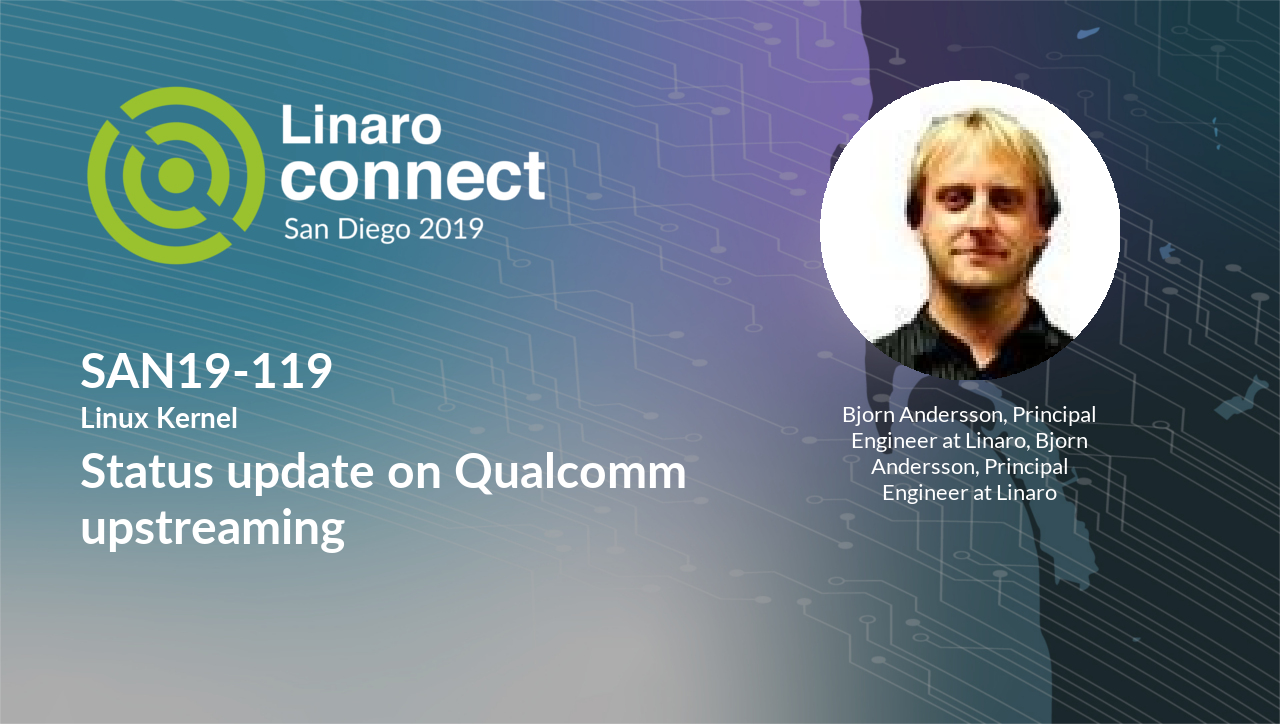 Linaro
connect
San Diego 2019
SAN19-119
Linux Kernel
Status update on Qualcomm
upstreaming
Bjorn Andersson, Principal
Engineer at Linaro, Bjorn
Andersson, Principal
Engineer at Linaro